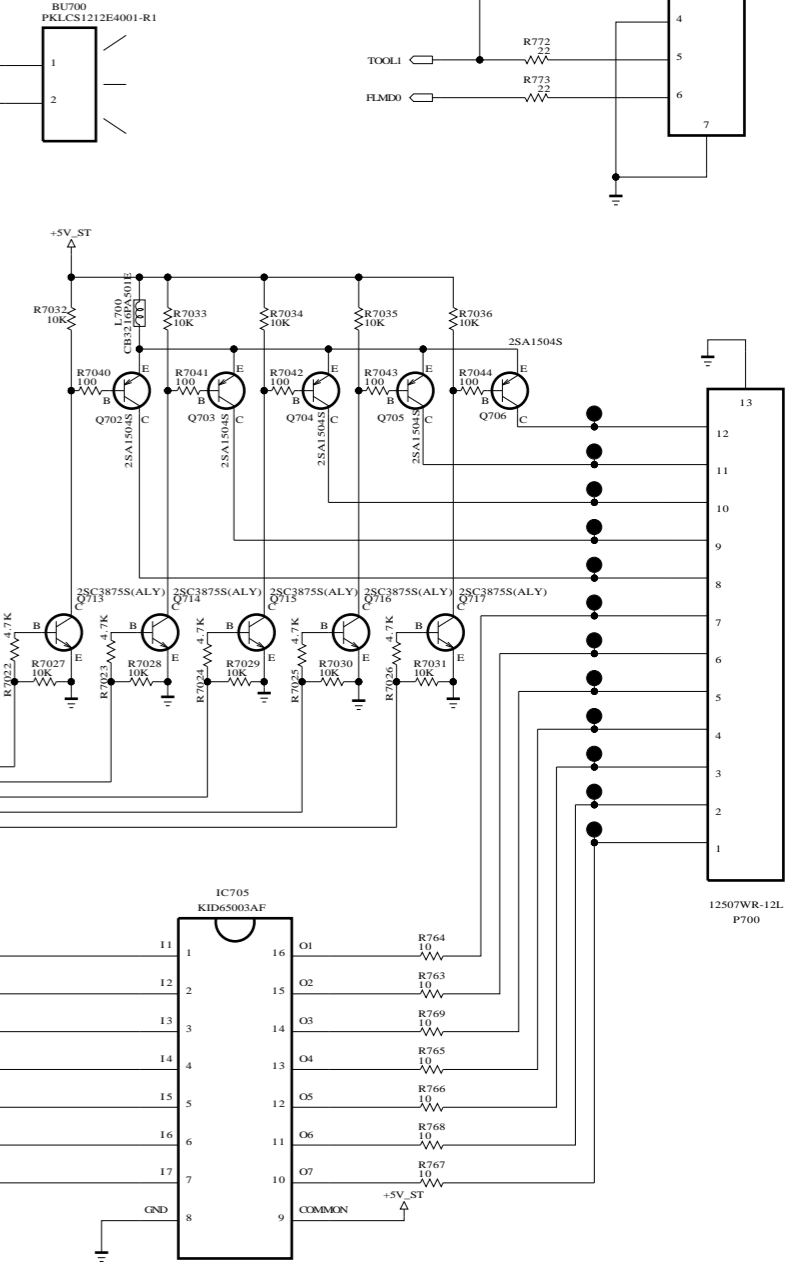 BU700
PKLCS1212E4001-R1
1
2
4
TOOL1
R772
22
5
FLMD0
R773
22
6
7
+5V_ST
R7032
10K
L700
CB3216PA501E
R7033
10K
R7034
10K
R7035
10K
R7036
10K
2SA1504S
R7040
100
B
E
C
Q702
2SA1504S
R7041
100
B
E
C
Q703
2SA1504S
R7042
100
B
E
C
Q704
2SA1504S
R7043
100
B
E
C
Q705
2SA1504S
R7044
100
B
E
C
Q706
13
12
11
10
9
8
7
6
5
4
3
2
1
12507WR-12L
P700
2SC3875S(ALY)
Q713
C
B
E
4.7K
R7022
R7027
10K
2SC3875S(ALY)
Q714
C
B
E
4.7K
R7023
R7028
10K
2SC3875S(ALY)
Q715
C
B
E
4.7K
R7024
R7029
10K
2SC3875S(ALY)
Q716
C
B
E
4.7K
R7025
R7030
10K
2SC3875S(ALY)
Q717
C
B
E
4.7K
R7026
R7031
10K
IC705
KID65003AF
I1 1 16 O1
R764
10
I2 2 15 O2
R763
10
I3 3 14 O3
R769
10
I4 4 13 O4
R765
10
I5 5 12 O5
R766
10
I6 6 11 O6
R768
10
I7 7 10 O7
R767
10
GND 8 9 COMMON
+5V_ST